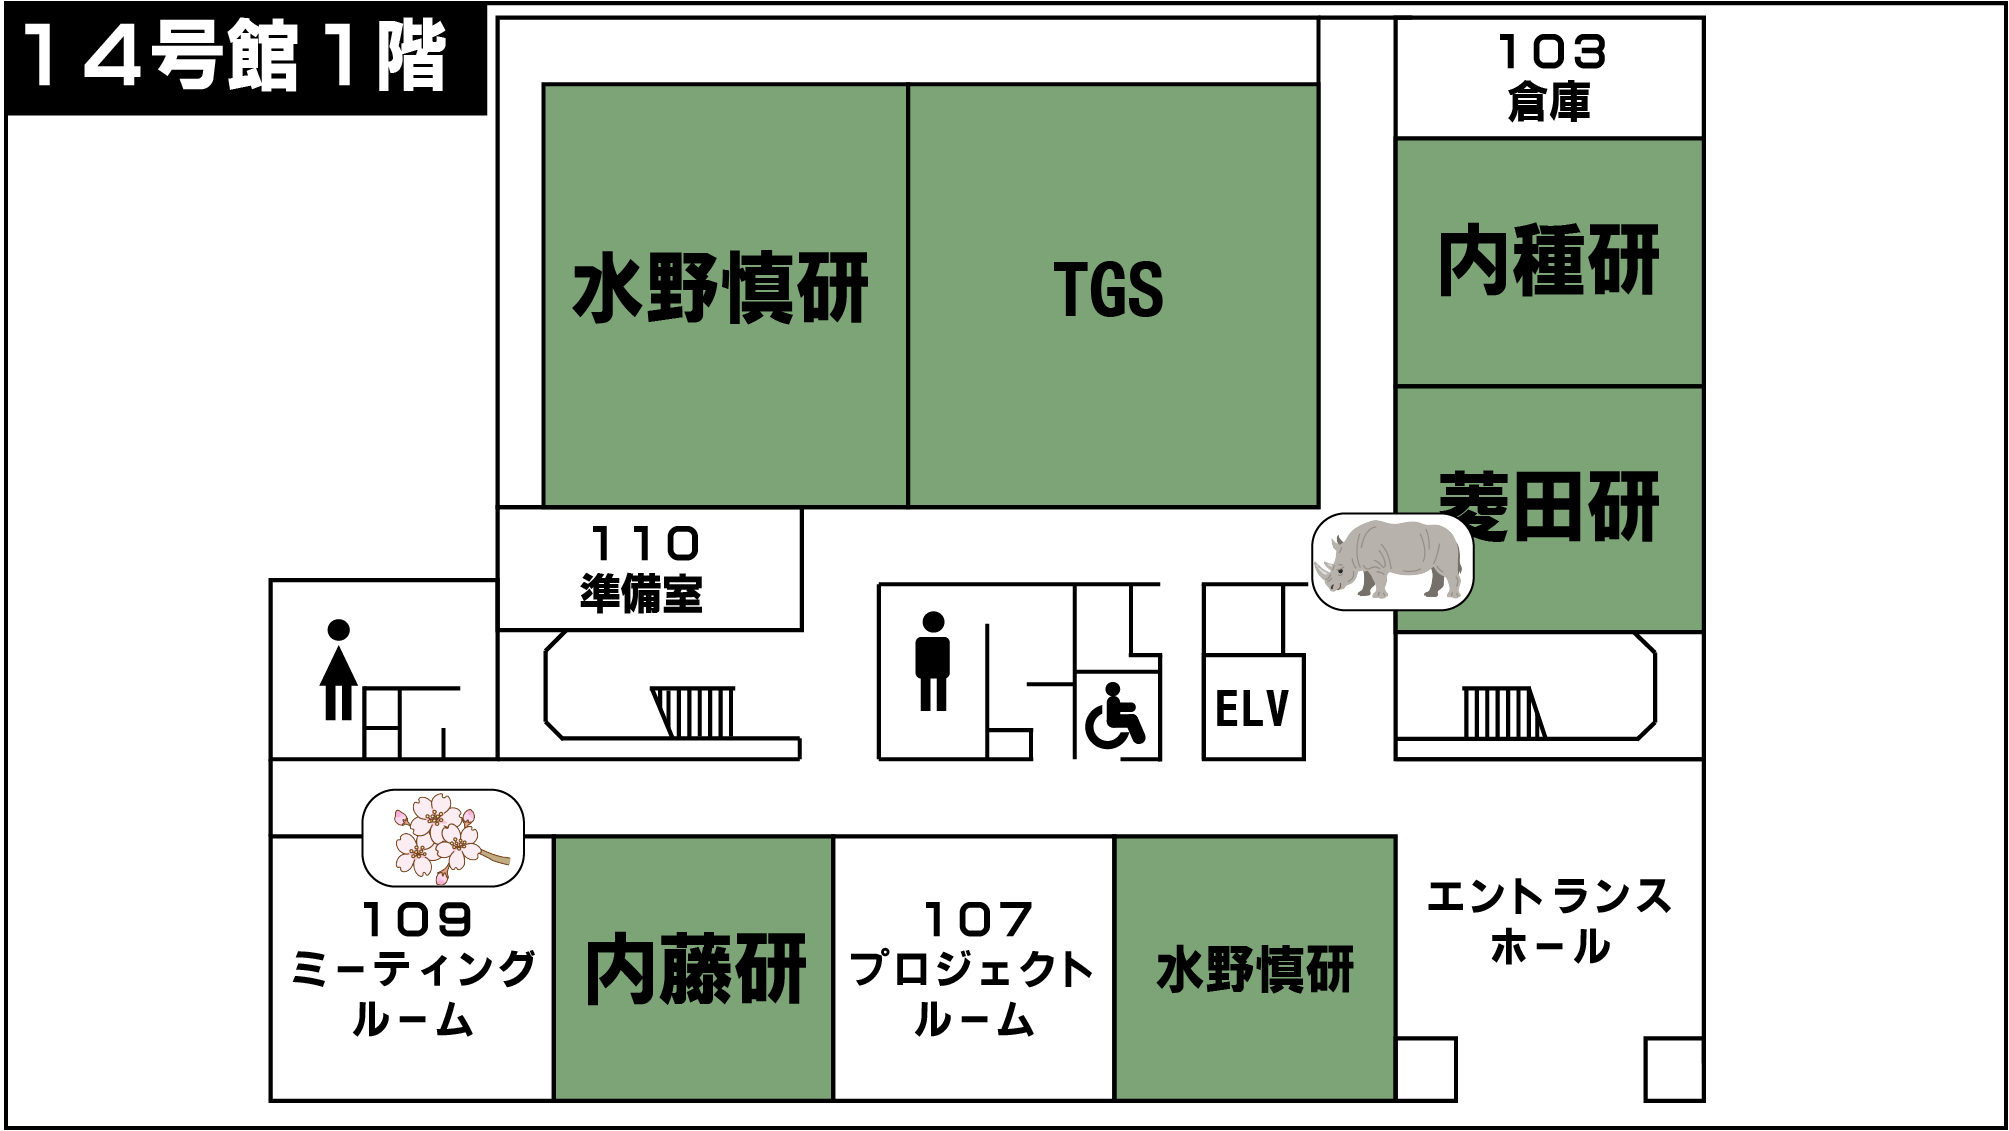 14号館1階
103
倉庫
水野慎研
TGS
内種研
菱田研
110
準備室
ELV
109
ミーティング
ルーム
内藤研
107
プロジェクト
ルーム
水野慎研
エントランス
ホール